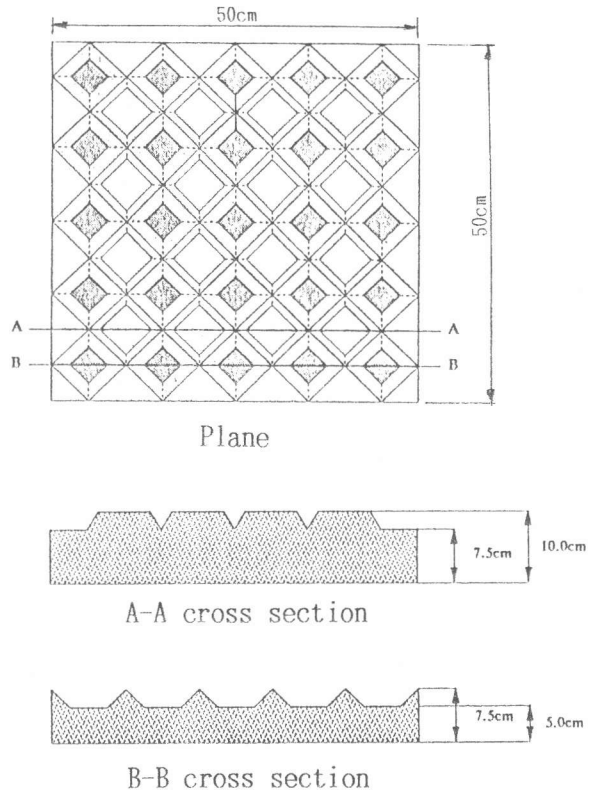 50cm
50cm
A A
B B
Plane
7.5cm
10.0cm
A-A cross section
7.5cm
5.0cm
B-B cross section